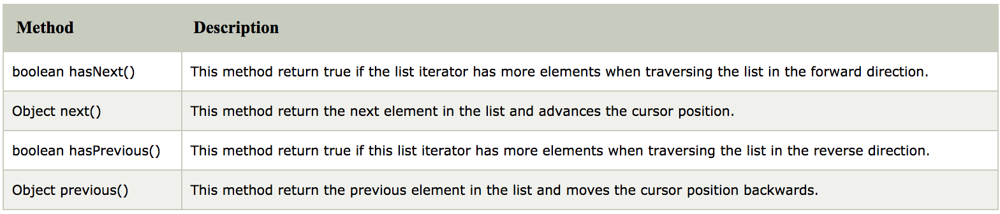 Method Description
boolean hasNext() This method return true if the list iterator has more elements when traversing the list in the forward direction.
Object next() This method return the next element in the list and advances the cursor position.
boolean hasPrevious() This method return true if this list iterator has more elements when traversing the list in the reverse direction.
Object previous() This method return the previous element in the list and moves the cursor position backwards.